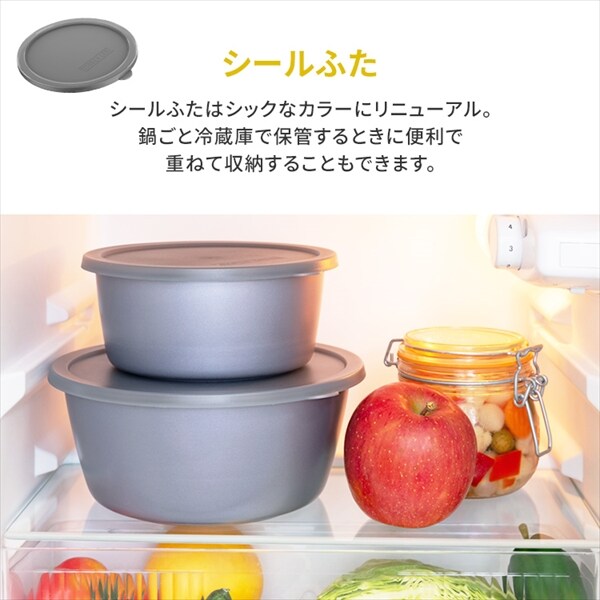 シールふた
シールふたはシックなカラーにリニューアル。
鍋ごと冷蔵庫で保管するときに便利で
重ねて収納することもできます。
4
3